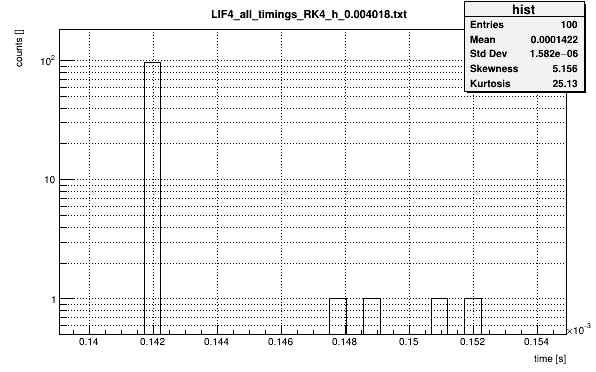 LIF4_all_timings_RK4_h_0.004018.txt
hist
Entries 100
Mean 0.0001422
Std Dev 1.582e−06
Skewness 5.156
Kurtosis 25.13
counts []
10²
10
1
0.14 0.142 0.144 0.146 0.148 0.15 0.152 0.154
×10⁻³
time [s]